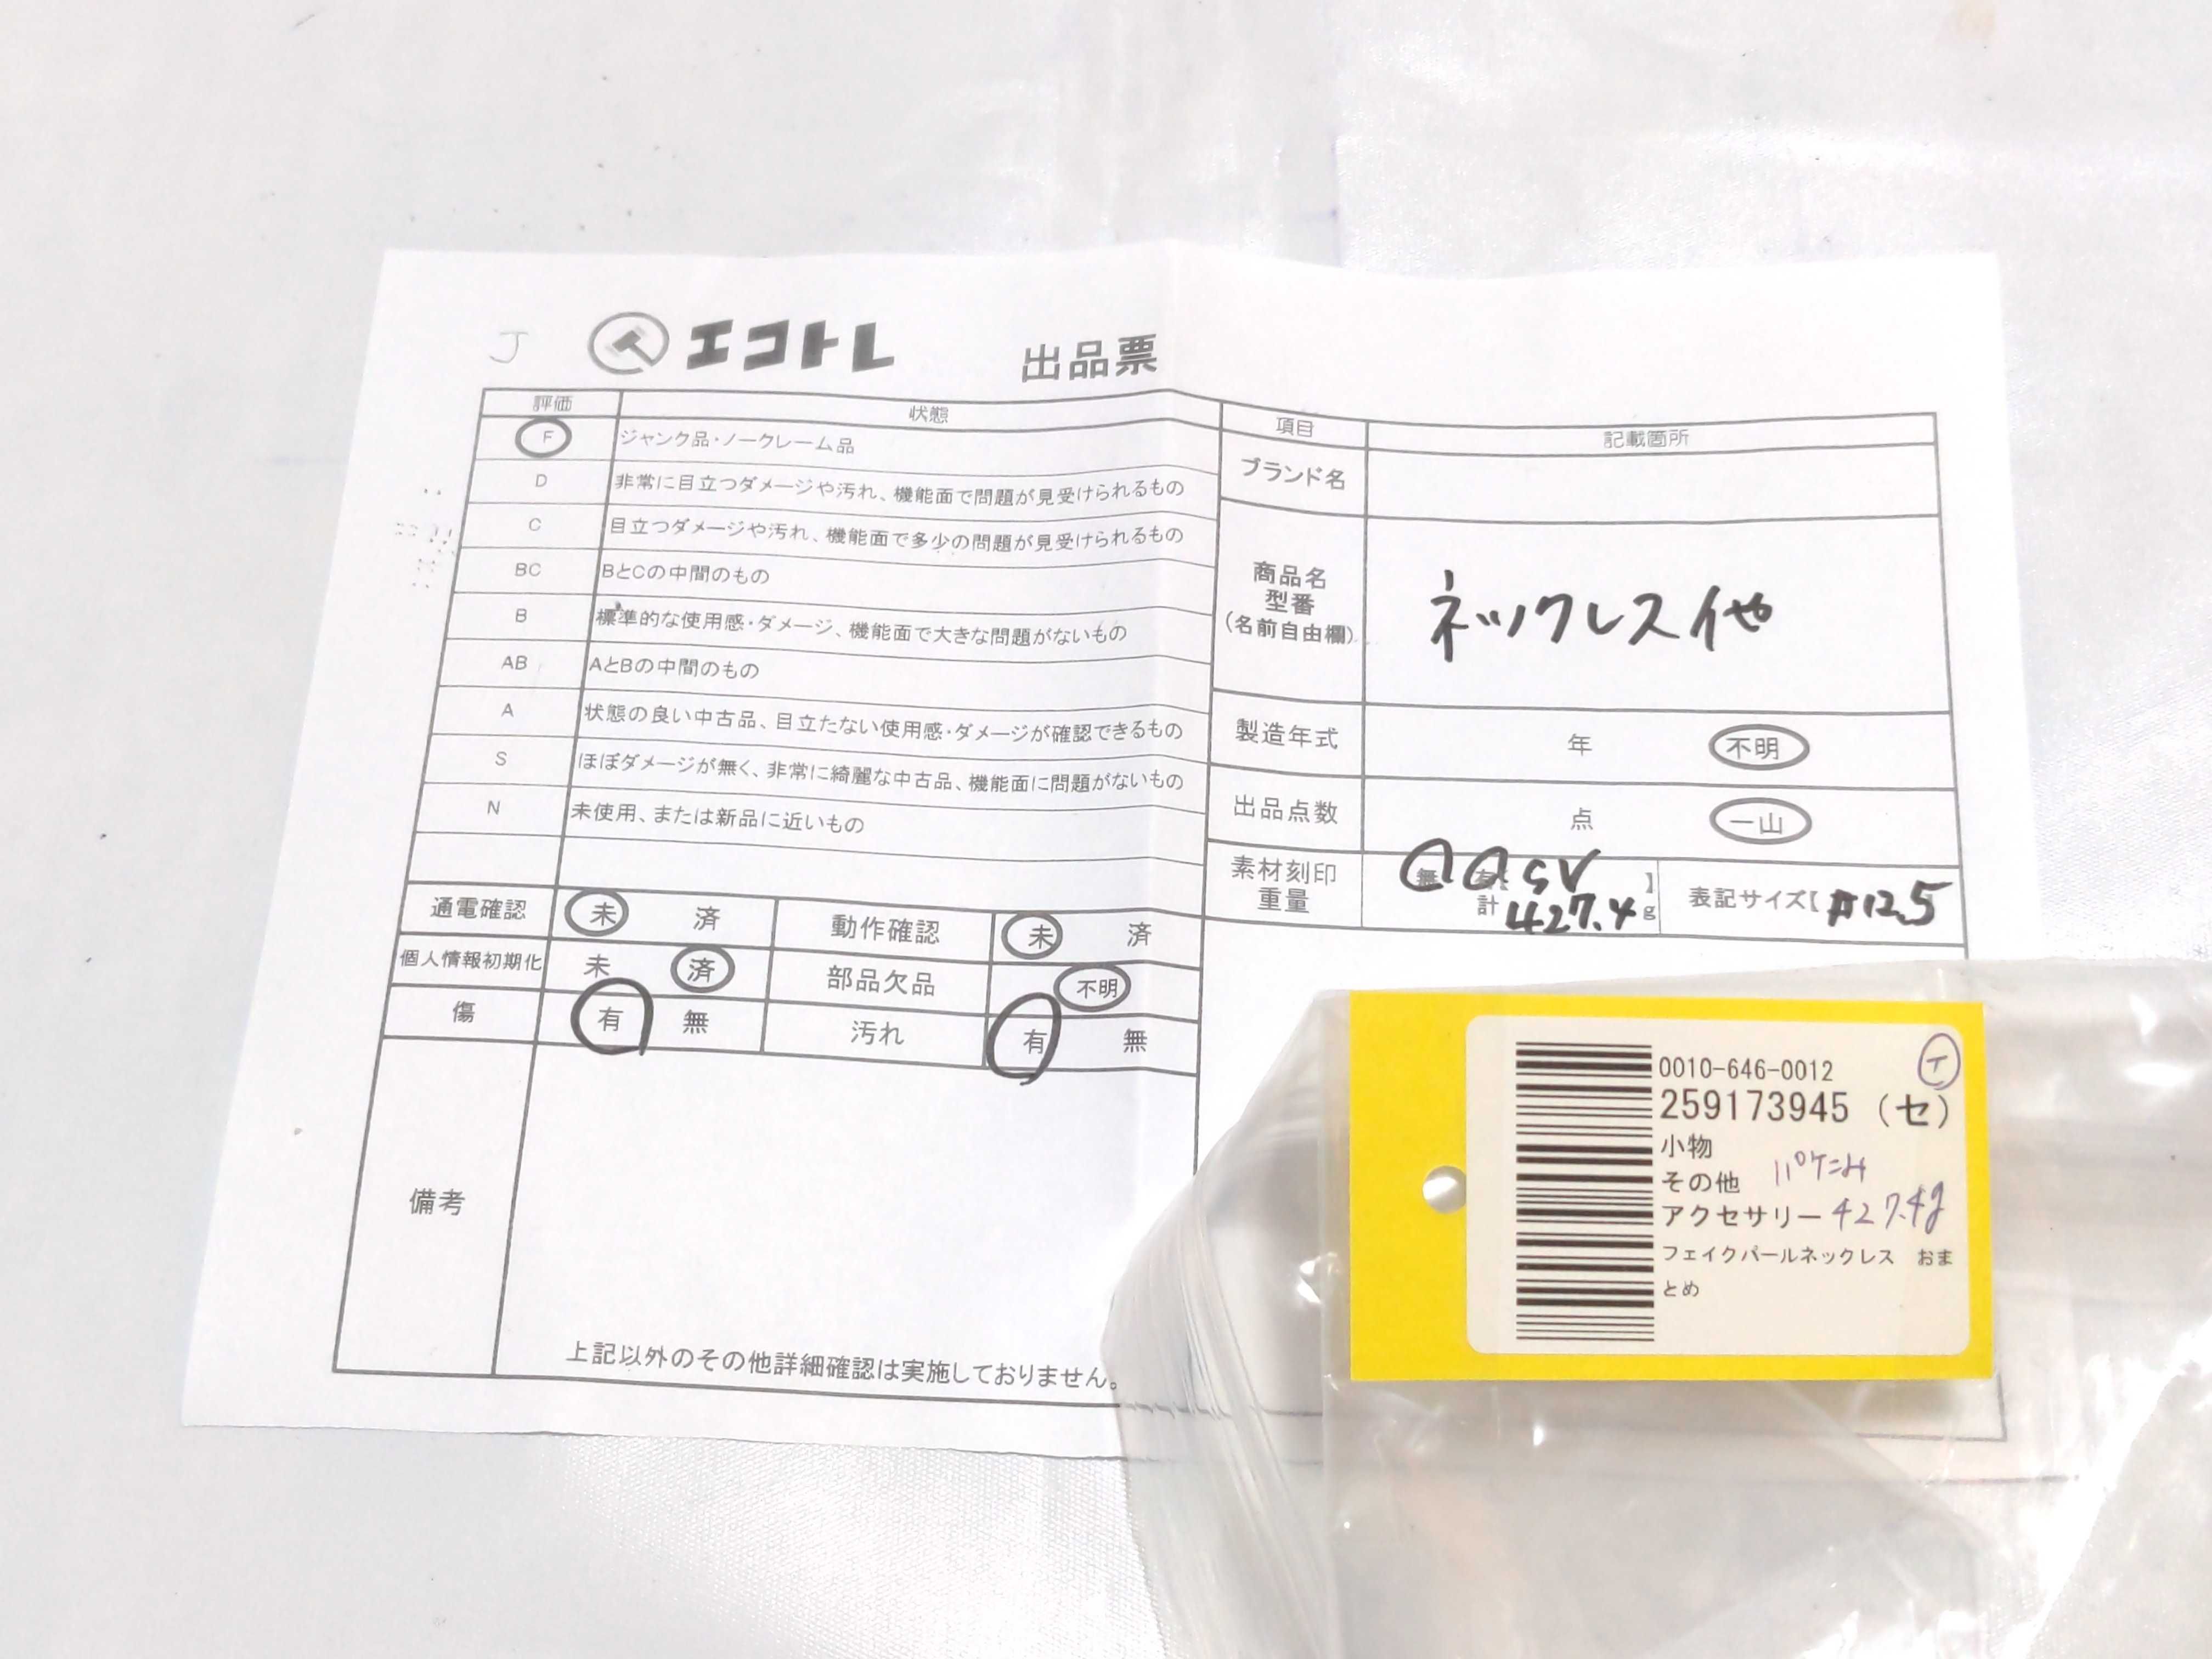 J エコトレ 出品票
評価 状態
F ジャンク品・ノークレーム品
D 非常に目立つダメージや汚れ、機能面で問題が見受けられるもの
C 目立つダメージや汚れ、機能面で多少の問題が見受けられるもの
BC BとCの中間のもの
B 標準的な使用感・ダメージ、機能面で大きな問題がないもの
AB AとBの中間のもの
A 状態の良い中古品、目立たない使用感・ダメージが確認できるもの
S ほぼダメージが無く、非常に綺麗な中古品、機能面に問題がないもの
N 未使用、または新品に近いもの
通電確認 未 済 動作確認 未 済
個人情報初期化 未 済 部品欠品 不明
傷 有 無 汚れ 有 無
備考
上記以外のその他詳細確認は実施しておりません。
項目 記載箇所
ブランド名
商品名
型番
(名前自由欄)
ネックレス他
製造年式 年 不明
出品点数 点 一山
素材刻印
重量
無 有【 SV 】
計 427.4 g
表記サイズ【 #12.5
0010-646-0012 イ
259173945 (セ)
小物
その他
アクセサリー 427.4g
フェイクパールネックレス おま
とめ